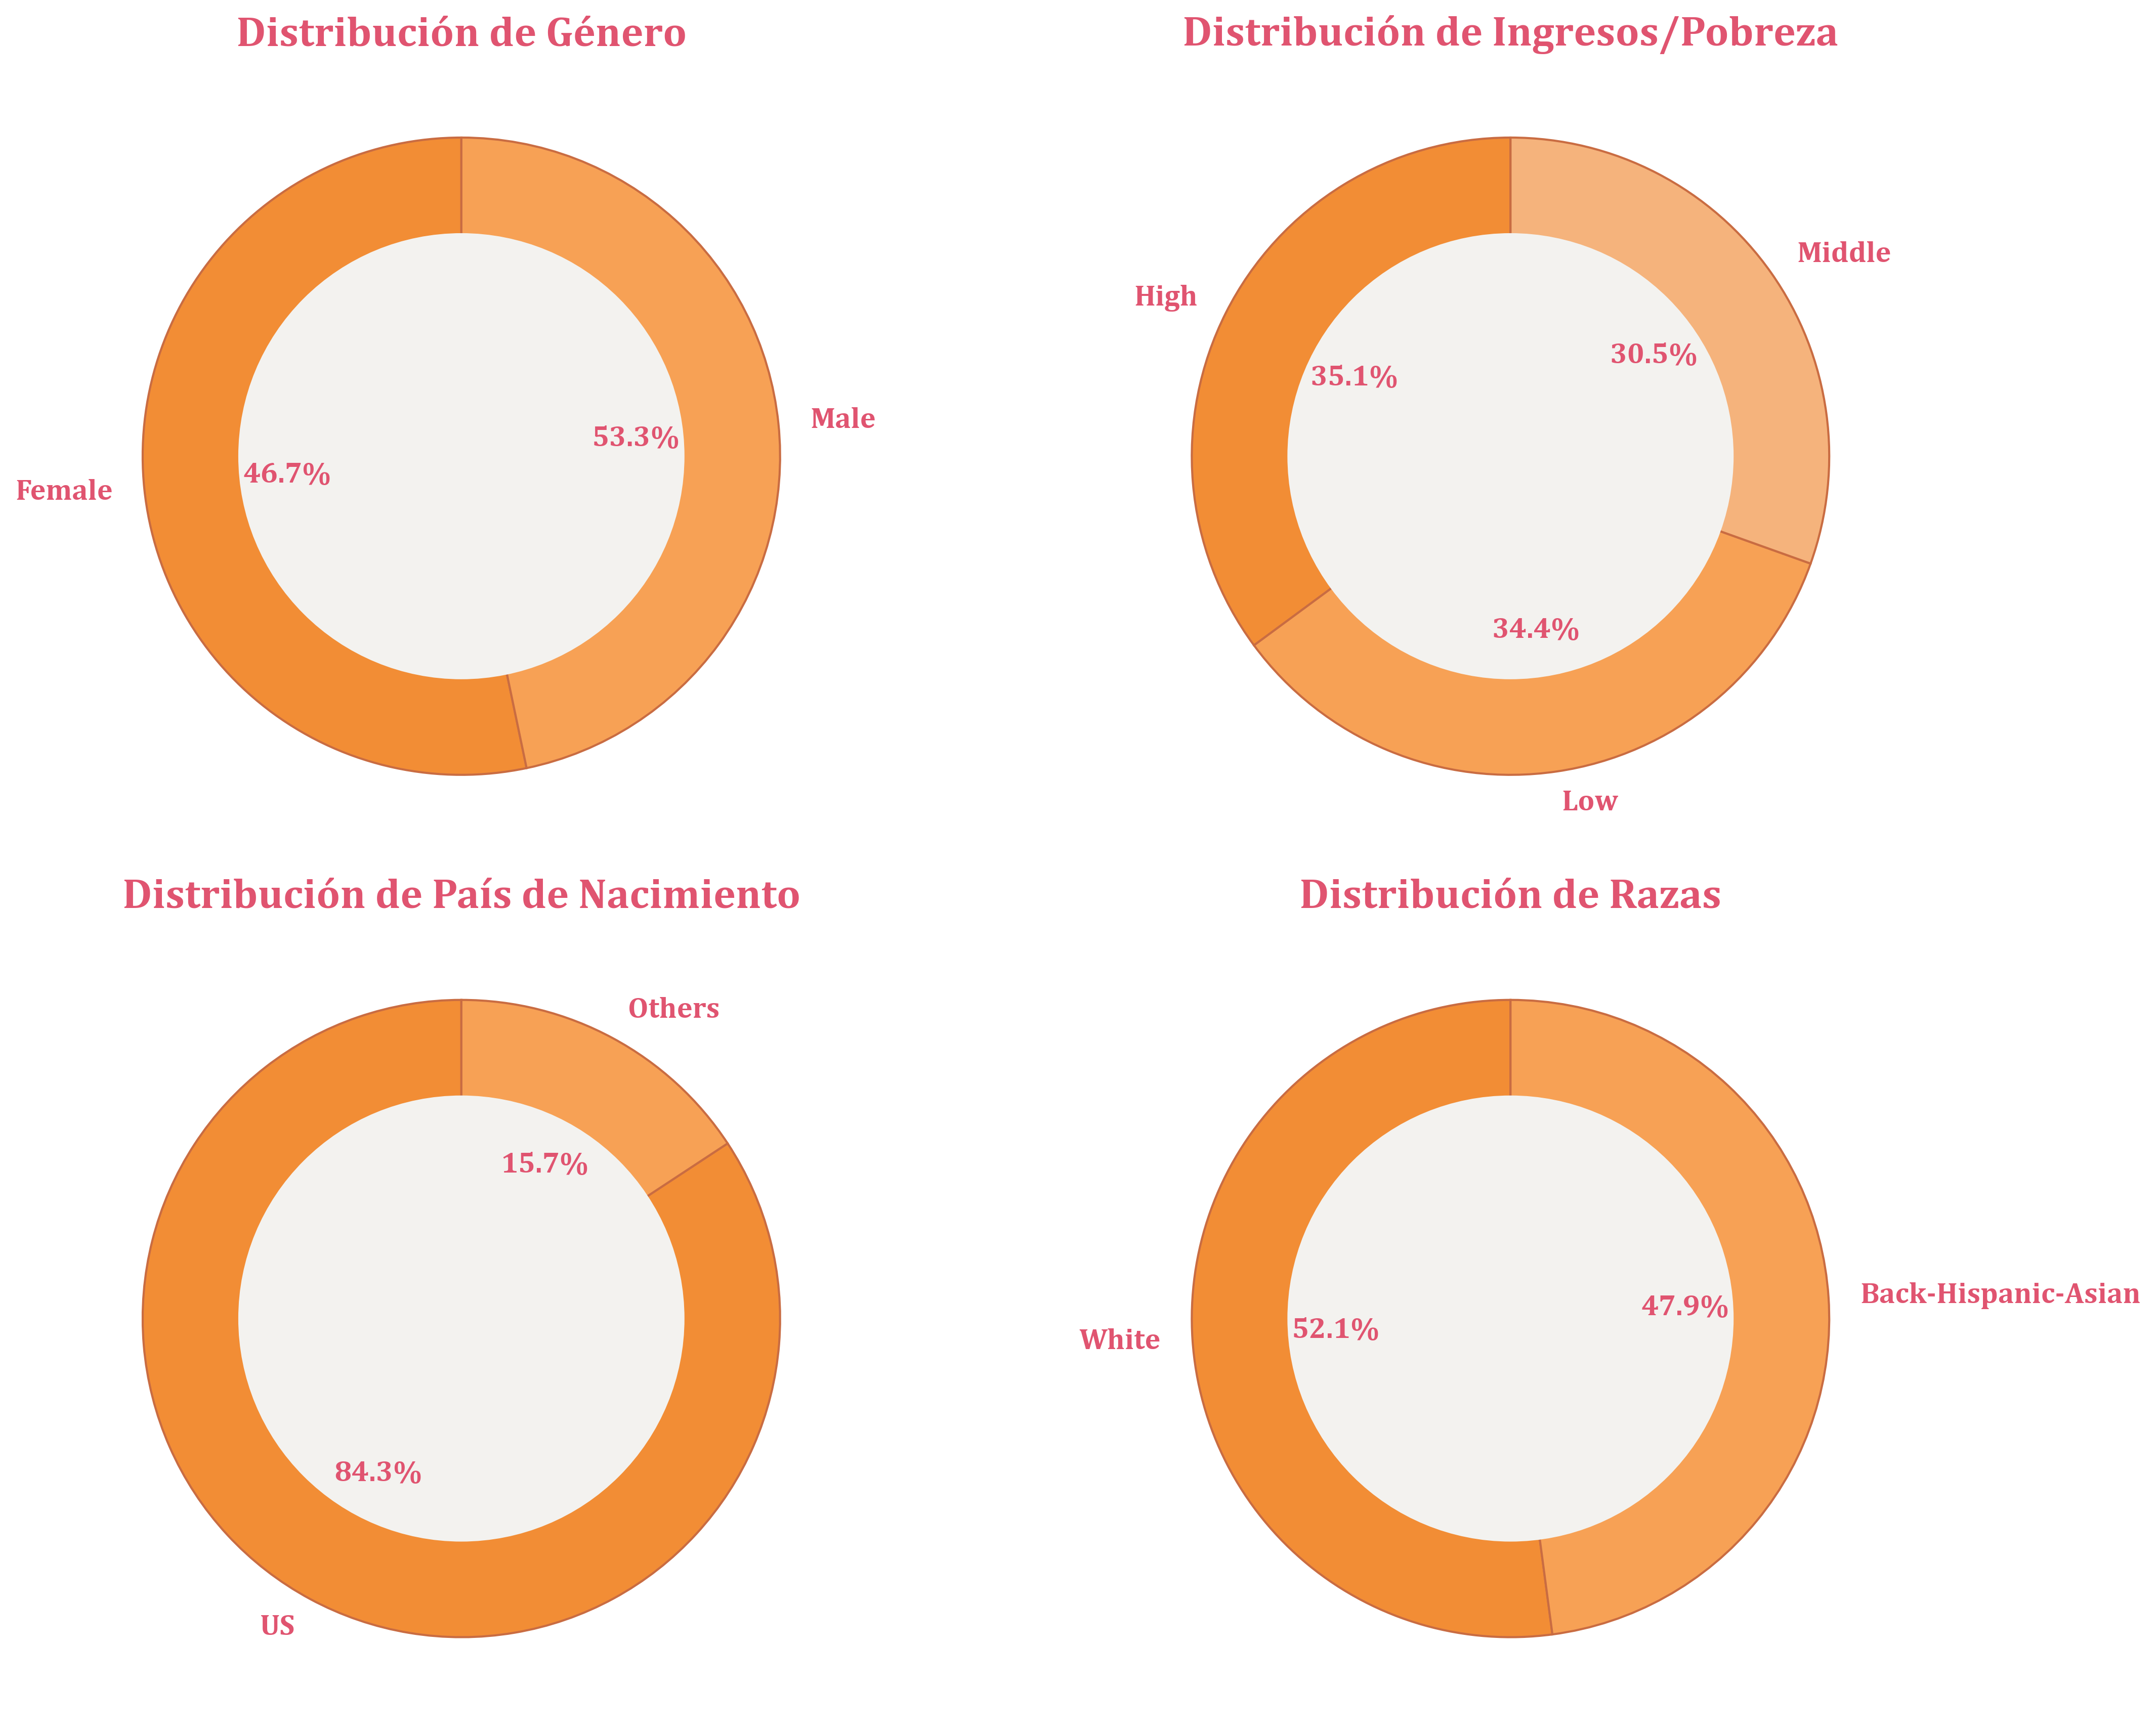 Distribución de Género
Male
53.3%
46.7%
Female
Distribución de Ingresos/Pobreza
Middle
High
30.5%
35.1%
34.4%
Low
Distribución de País de Nacimiento
Others
15.7%
84.3%
US
Distribución de Razas
Back-Hispanic-Asian
47.9%
52.1%
White